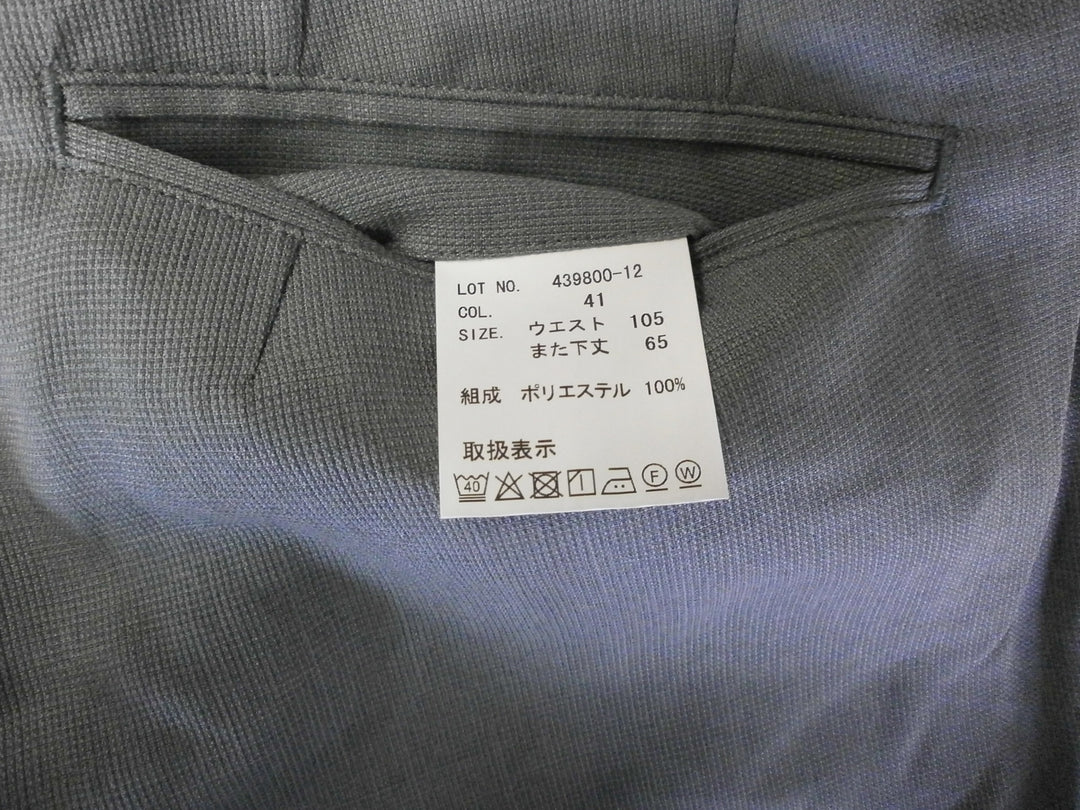 LOT NO. 439800-12
COL. 41
SIZE. ウエスト 105
また下丈 65
組成 ポリエステル 100%
取扱表示
40 F W